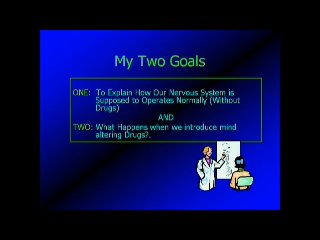 My Two Goals
ONE: To Explain How Our Nervous System is
Supposed to Operates Normally (Without
Drugs)
AND
TWO: What Happens when we introduce mind
altering Drugs?.